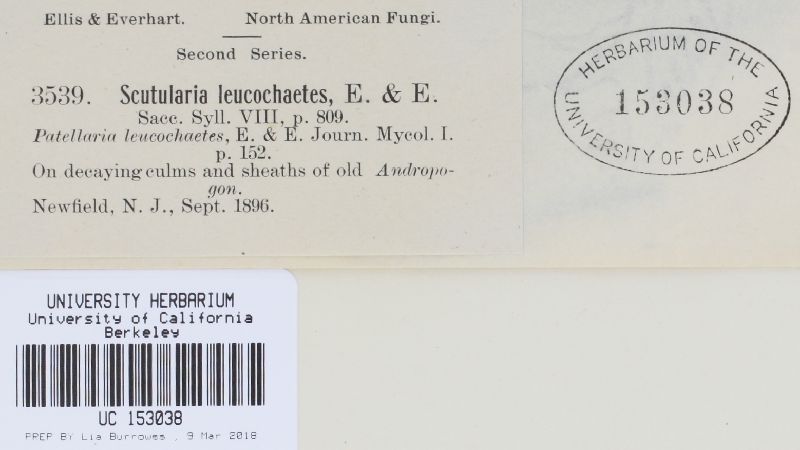 Ellis & Everhart. North American Fungi.
Second Series.
3539. Scutularia leucochaetes, E. & E.
Sacc. Syll. VIII, p. 809.
Patellaria leucochaetes, E. & E. Journ. Mycol. I.
p. 152.
On decaying culms and sheaths of old Andropo-
gon.
Newfield, N. J., Sept. 1896.
HERBARIUM OF THE
153038
UNIVERSITY OF CALIFORNIA
UNIVERSITY HERBARIUM
University of California
Berkeley
UC 153038
PREP BY Lia Burrowes , 9 Mar 2018